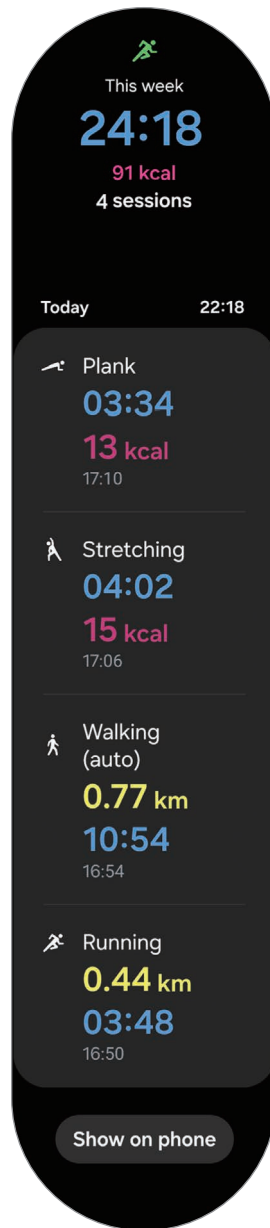 This week
24:18
91 kcal
4 sessions
Today 22:18
Plank
03:34
13 kcal
17:10
Stretching
04:02
15 kcal
17:06
Walking
(auto)
0.77 km
10:54
16:54
Running
0.44 km
03:48
16:50
Show on phone